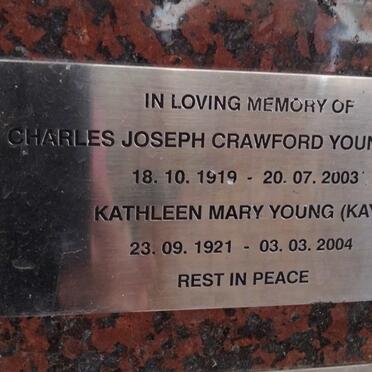 IN LOVING MEMORY OF
CHARLES JOSEPH CRAWFORD YOUN
18. 10. 1919 - 20. 07. 2003
KATHLEEN MARY YOUNG (KAY
23. 09. 1921 - 03. 03. 2004
REST IN PEACE